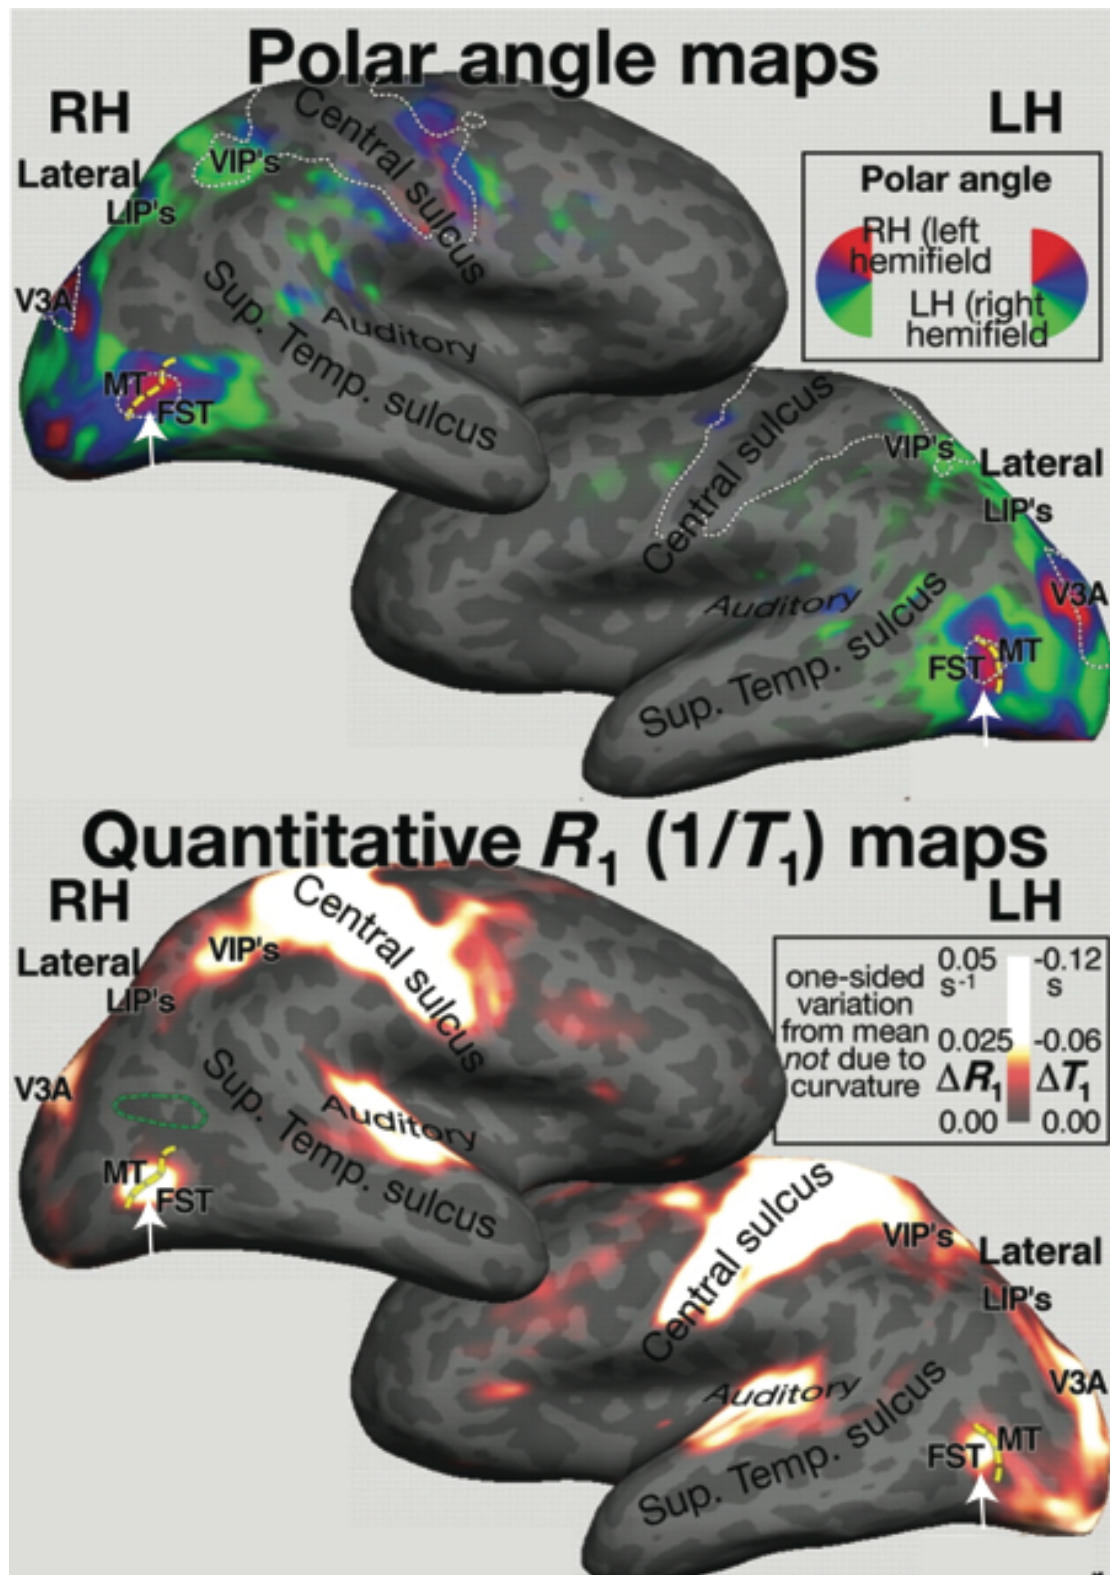 Polar angle maps
RH
LH
Central sulcus
Lateral
VIP's
LIP's
V3A
Sup. Temp. sulcus
Auditory
MT
FST
Polar angle
RH (left
hemifield
LH (right
hemifield
Central sulcus
VIP's
Lateral
LIP's
V3A
Auditory
Sup. Temp. sulcus
FST
MT
Quantitative R1 (1/T1) maps
RH
LH
Central sulcus
VIP's
Lateral
LIP's
V3A
Sup. Temp. sulcus
Auditory
MT
FST
one-sided
variation
from mean
not due to
curvature
0.05 -0.12
s-1 s
0.025 -0.06
ΔR1 ΔT1
0.00 0.00
Central sulcus
VIP's
Lateral
LIP's
V3A
Auditory
Sup. Temp. sulcus
FST
MT